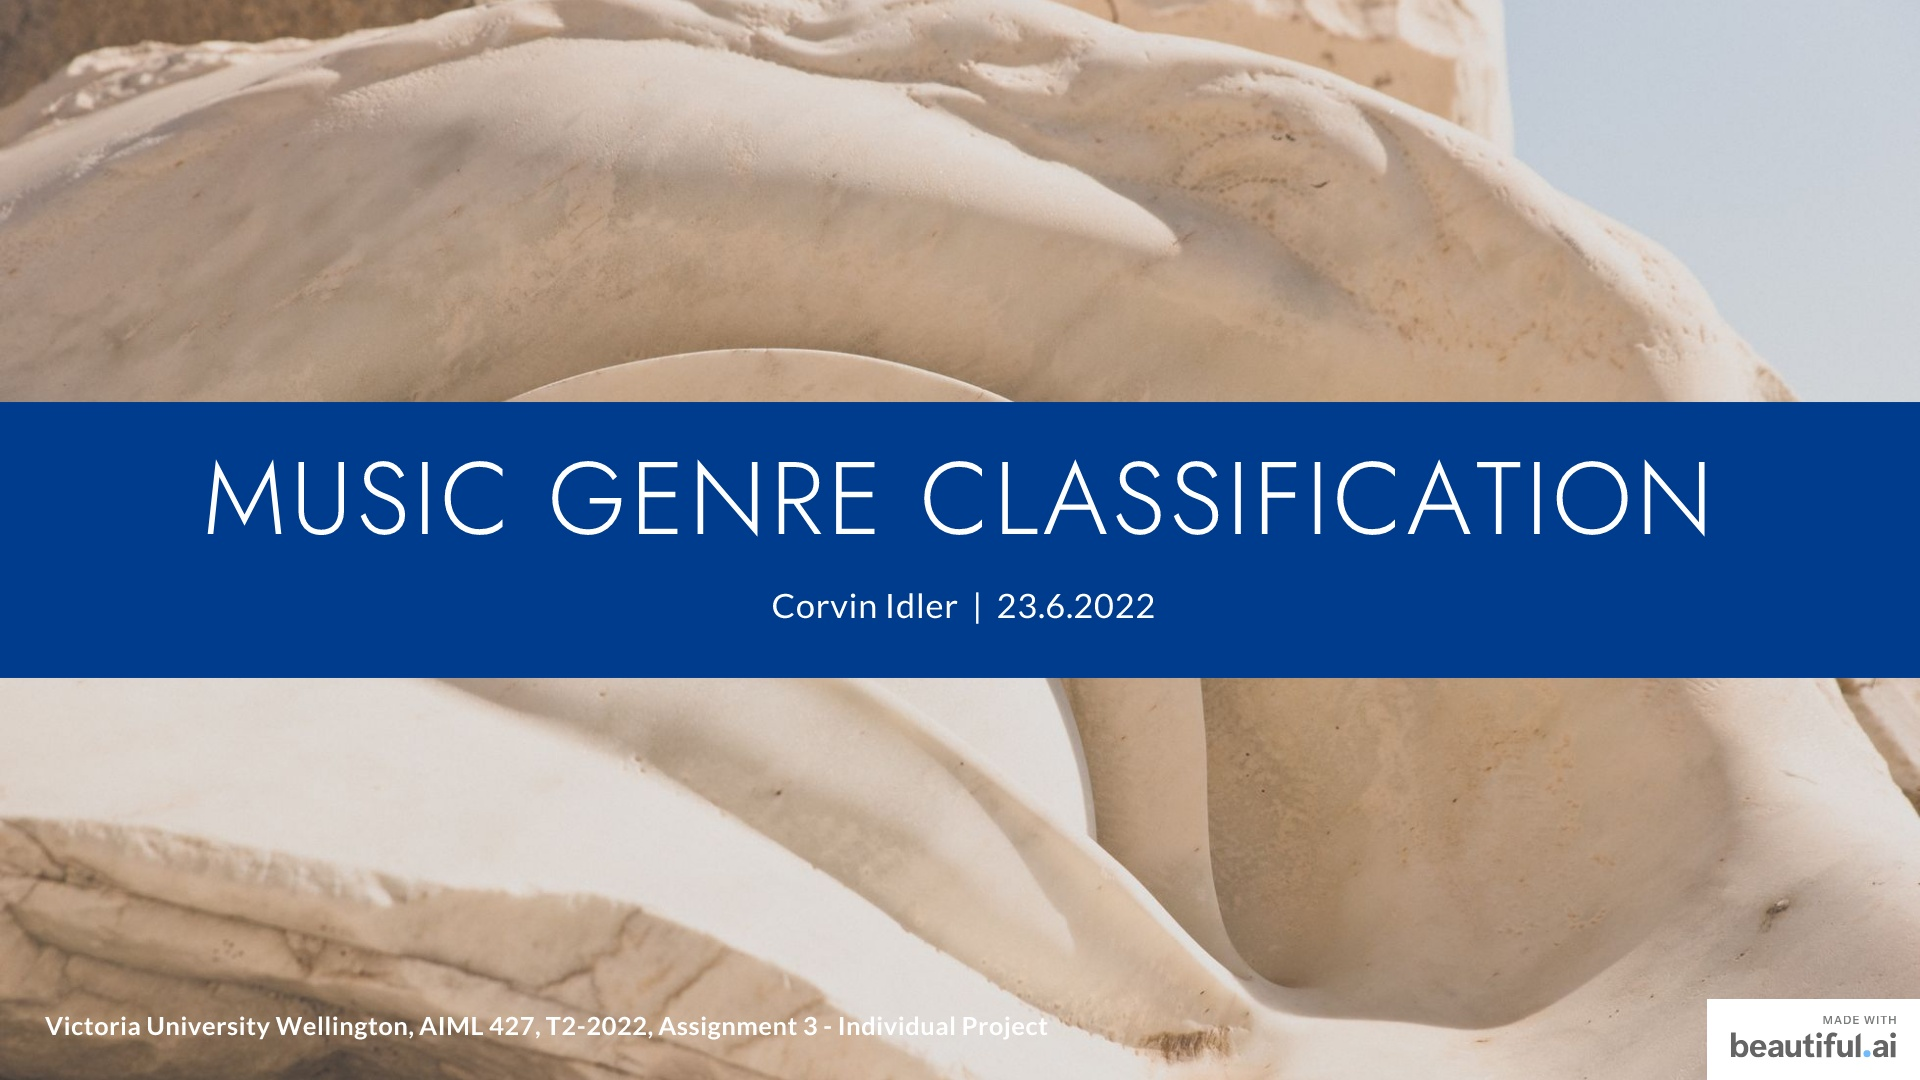 MUSIC GENRE CLASSIFICATION
Corvin Idler | 23.6.2022
Victoria University Wellington, AIML 427, T2-2022, Assignment 3 - Individual Project
MADE WITH
beautiful.ai